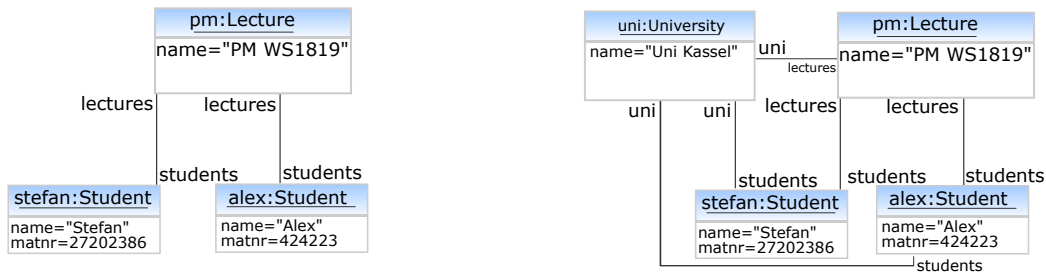 pm:Lecture
name="PM WS1819"
lectures
lectures
students
students
stefan:Student
name="Stefan"
matnr=27202386
alex:Student
name="Alex"
matnr=424223
uni:University
name="Uni Kassel"
uni
lectures
pm:Lecture
name="PM WS1819"
uni
uni
lectures
lectures
students
students
students
stefan:Student
name="Stefan"
matnr=27202386
alex:Student
name="Alex"
matnr=424223
students